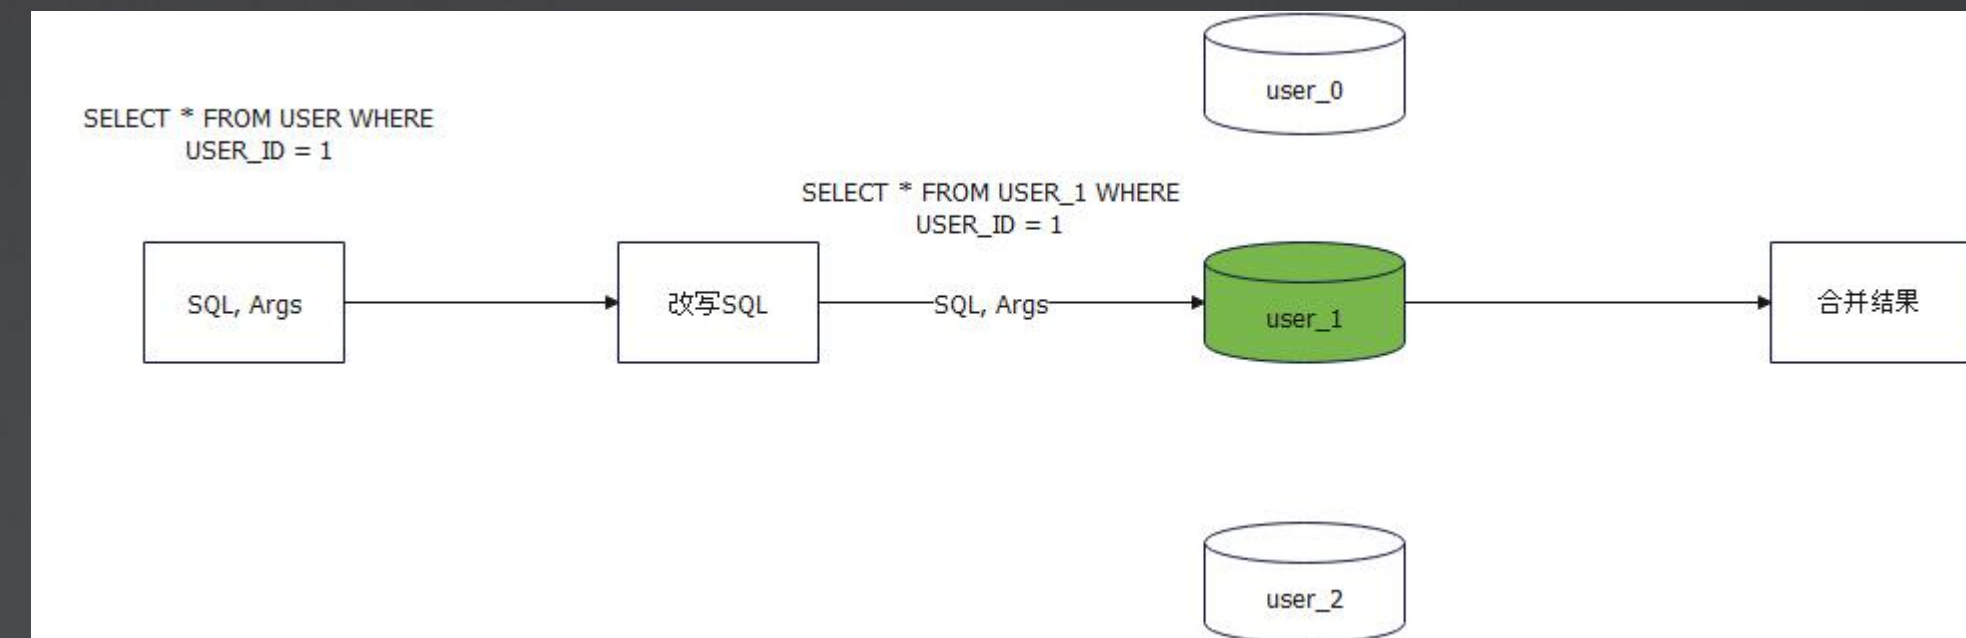 user_0
SELECT * FROM USER WHERE
USER_ID = 1
SELECT * FROM USER_1 WHERE
USER_ID = 1
SQL, Args
改写SQL
SQL, Args
user_1
合并结果
user_2